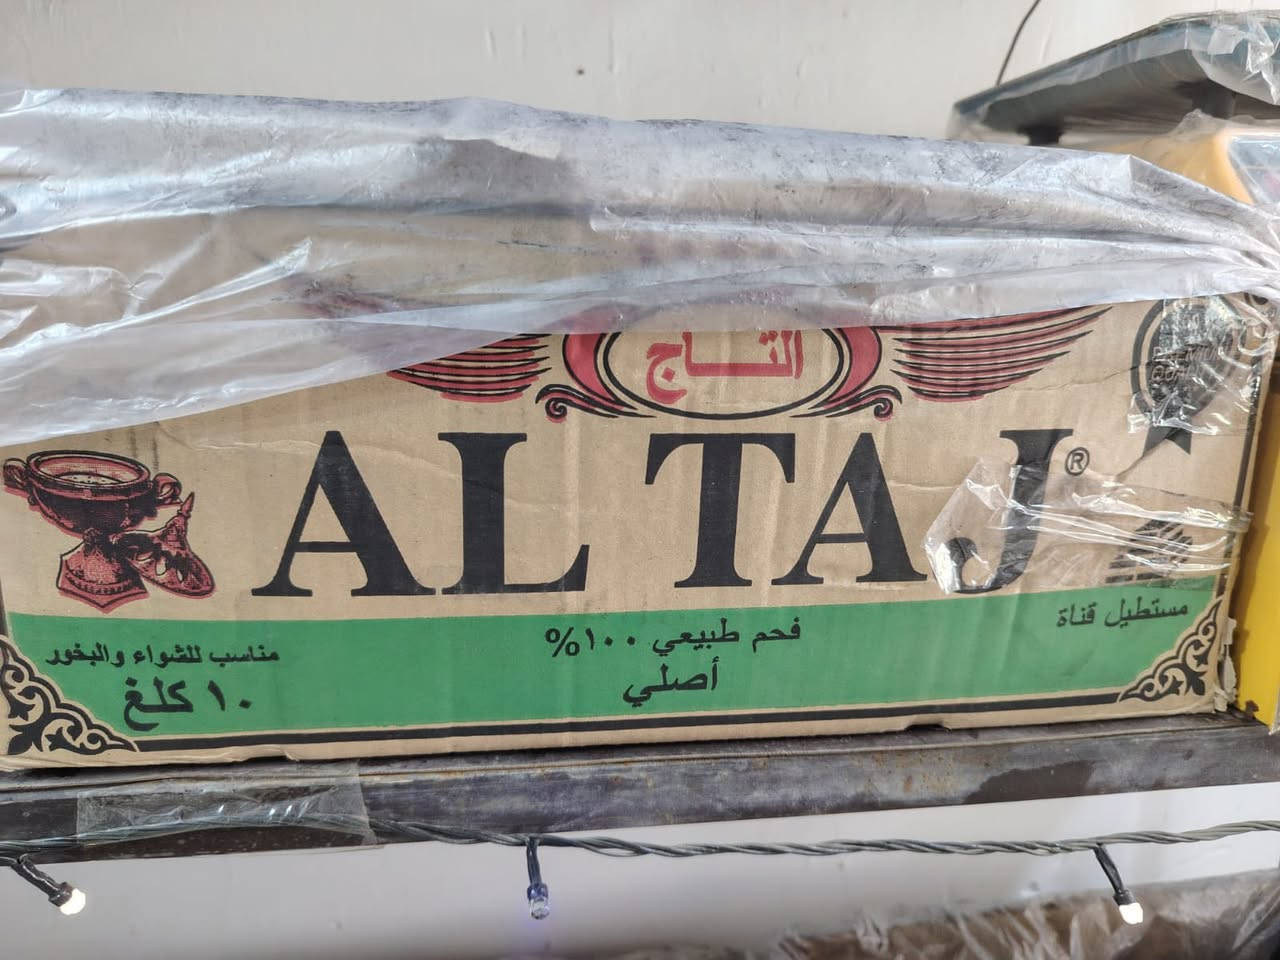 التاج
AL TAJ®
مستطيل قناة
فحم طبيعي ١٠٠%
أصلي
مناسب للشواء والبخور
١٠ كلغ